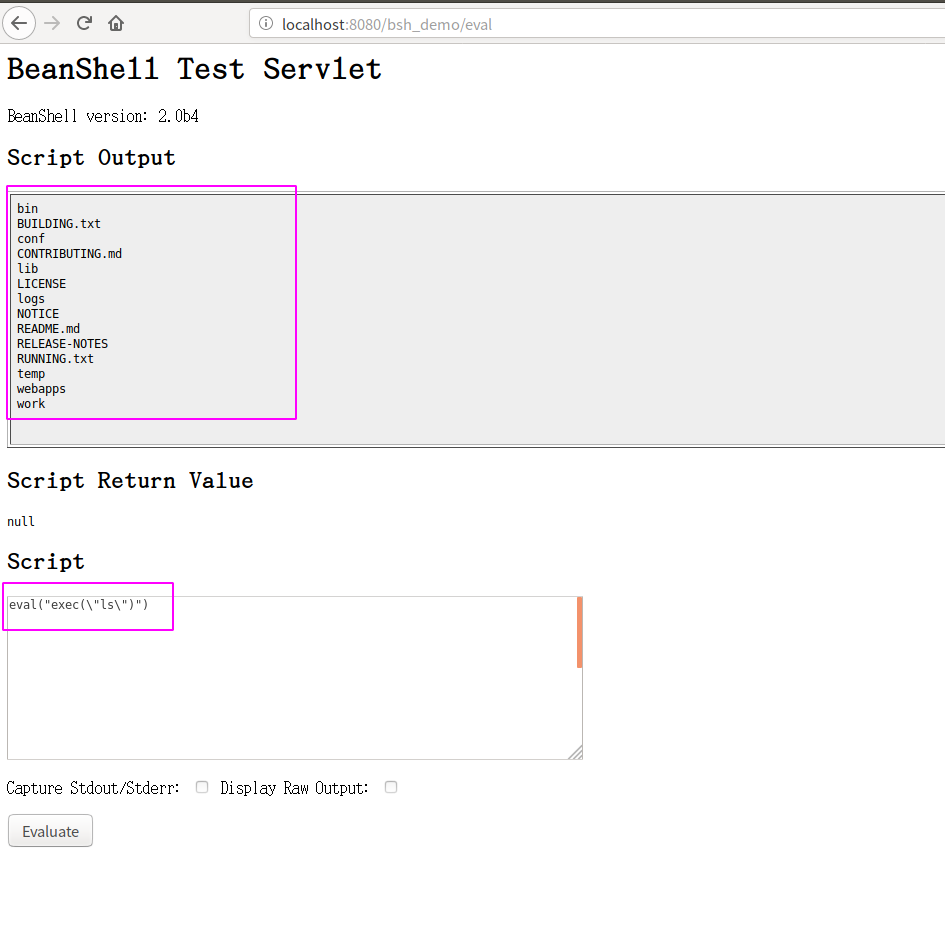 localhost:8080/bsh_demo/eval
BeanShell Test Servlet
BeanShell version: 2.0b4
Script Output
bin
BUILDING.txt
conf
CONTRIBUTING.md
lib
LICENSE
logs
NOTICE
README.md
RELEASE-NOTES
RUNNING.txt
temp
webapps
work
Script Return Value
null
Script
eval("exec(\"ls\")")
Capture Stdout/Stderr: Display Raw Output:
Evaluate